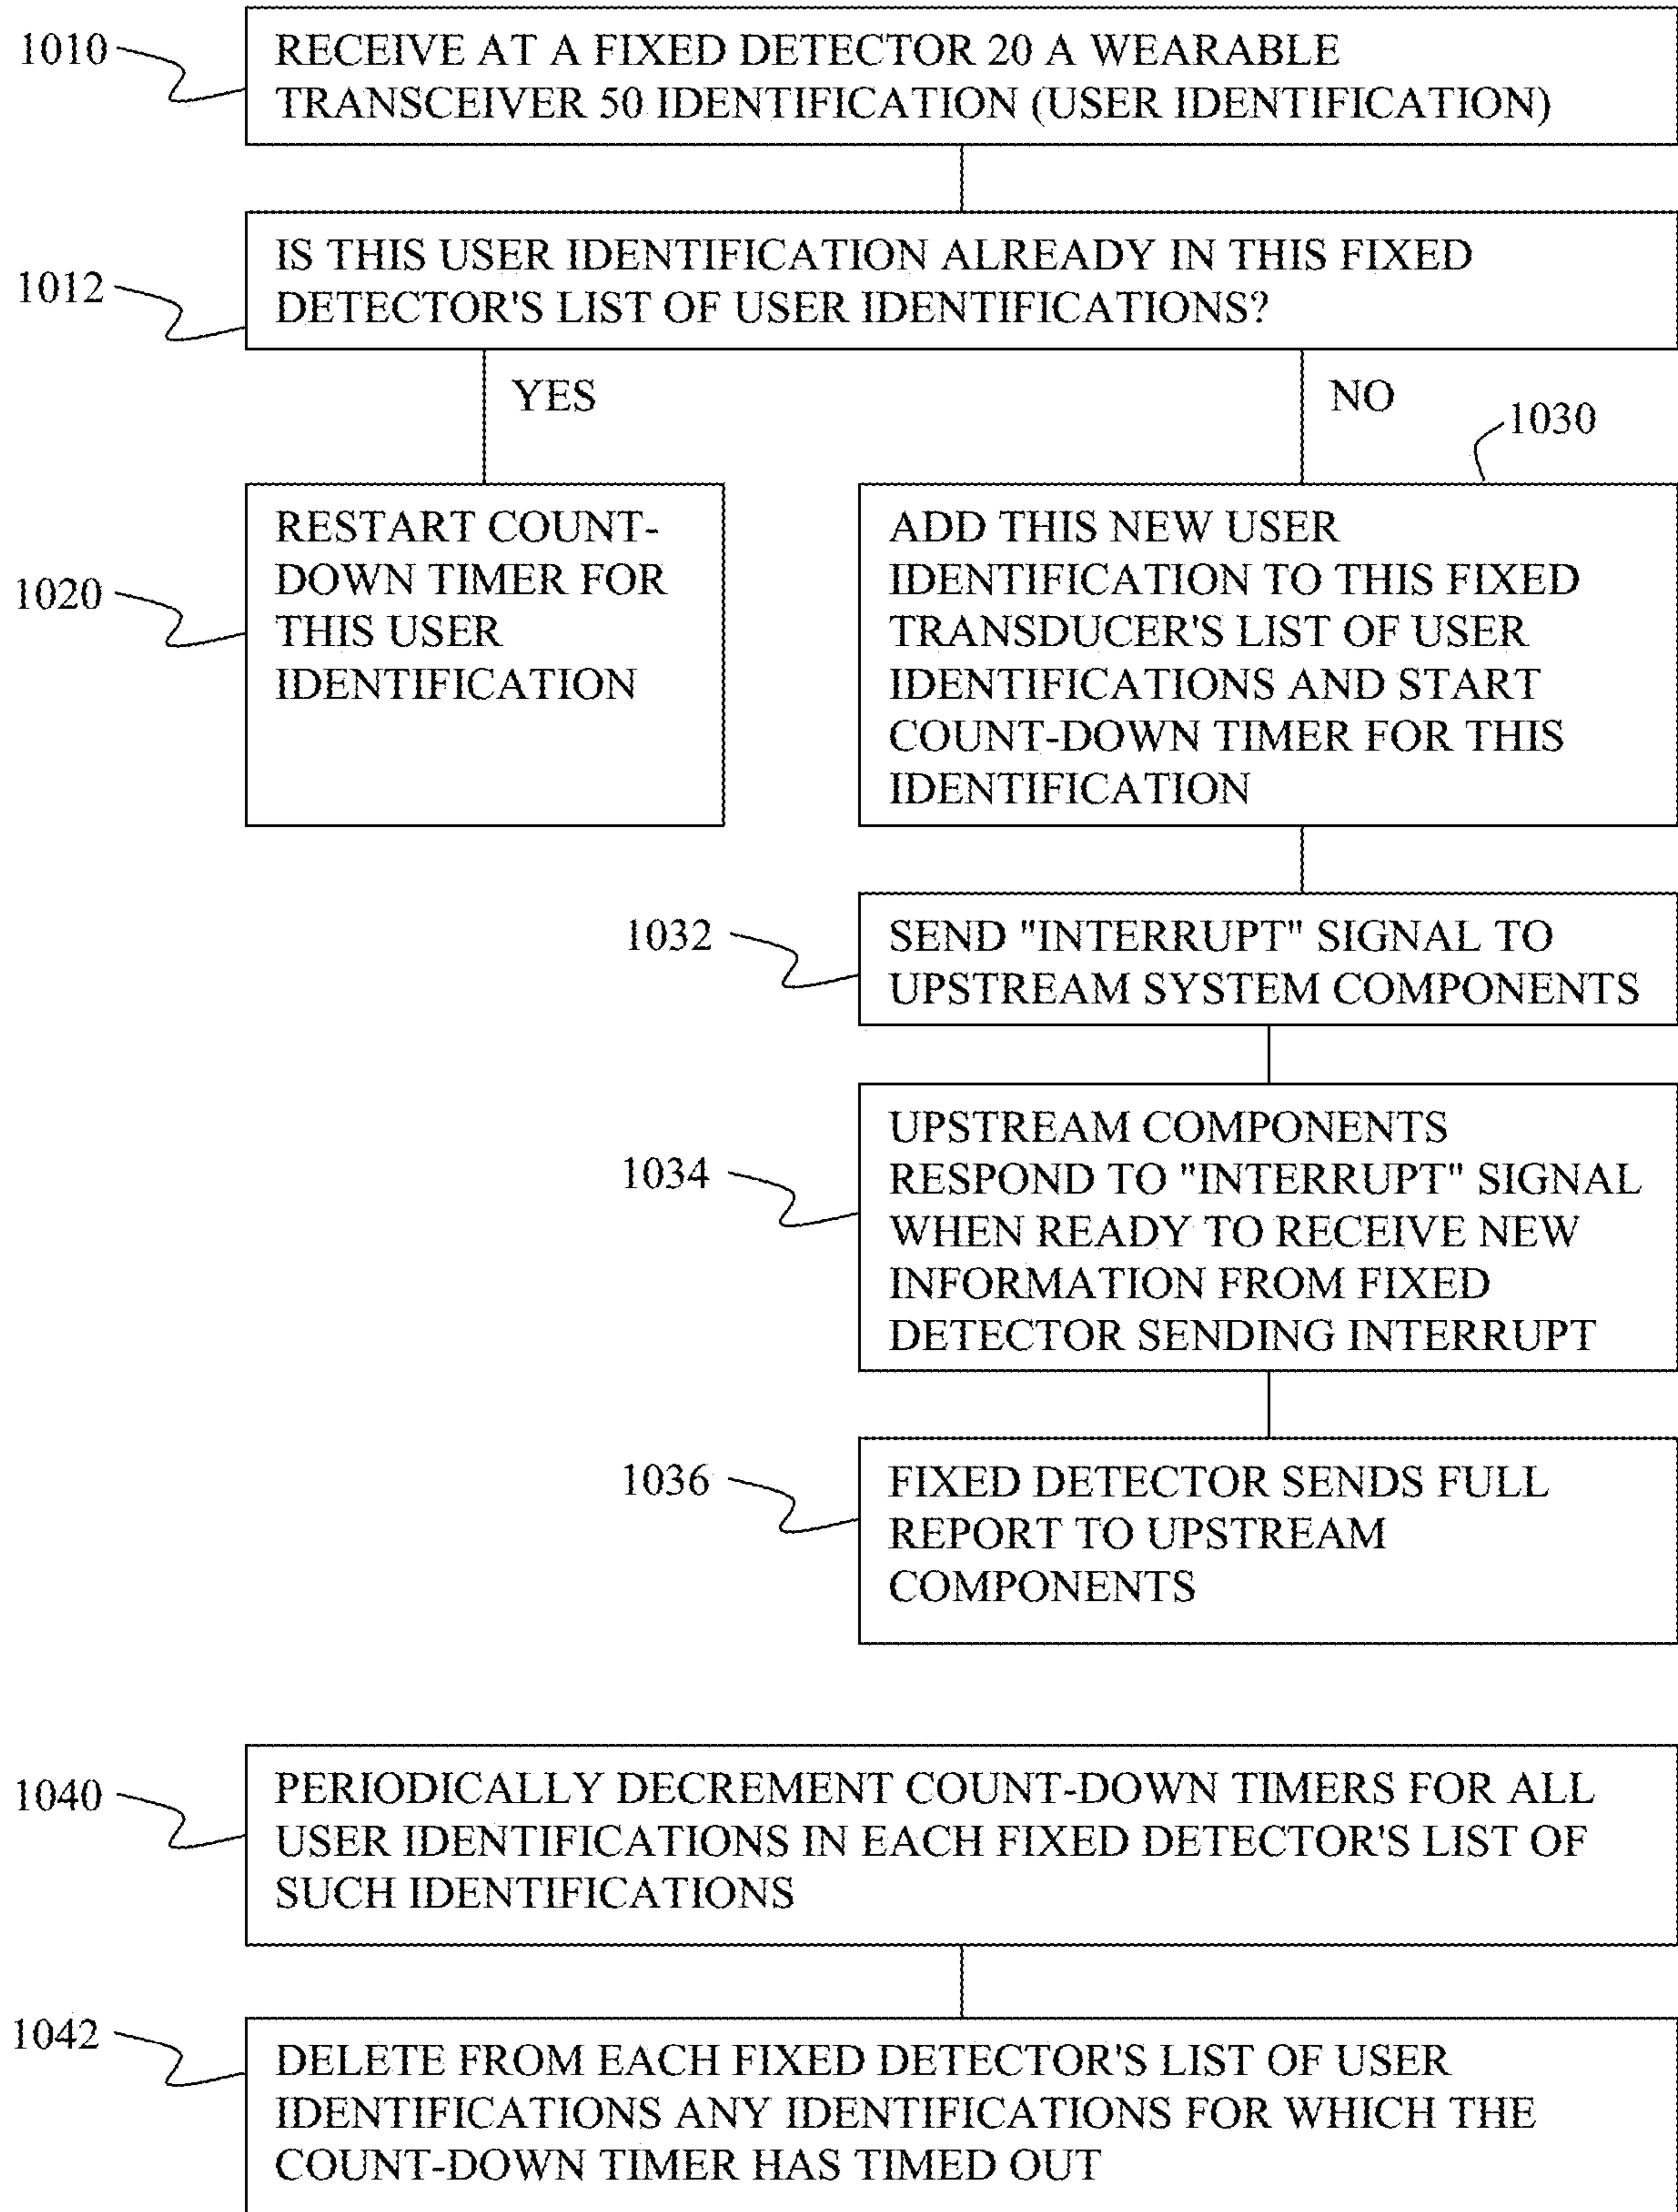 1010
RECEIVE AT A FIXED DETECTOR 20 A WEARABLE
TRANSCEIVER 50 IDENTIFICATION (USER IDENTIFICATION)
1012
IS THIS USER IDENTIFICATION ALREADY IN THIS FIXED
DETECTOR'S LIST OF USER IDENTIFICATIONS?
YES
NO
1020
RESTART COUNT-
DOWN TIMER FOR
THIS USER
IDENTIFICATION
1030
ADD THIS NEW USER
IDENTIFICATION TO THIS FIXED
TRANSDUCER'S LIST OF USER
IDENTIFICATIONS AND START
COUNT-DOWN TIMER FOR THIS
IDENTIFICATION
1032
SEND "INTERRUPT" SIGNAL TO
UPSTREAM SYSTEM COMPONENTS
1034
UPSTREAM COMPONENTS
RESPOND TO "INTERRUPT" SIGNAL
WHEN READY TO RECEIVE NEW
INFORMATION FROM FIXED
DETECTOR SENDING INTERRUPT
1036
FIXED DETECTOR SENDS FULL
REPORT TO UPSTREAM
COMPONENTS
1040
PERIODICALLY DECREMENT COUNT-DOWN TIMERS FOR ALL
USER IDENTIFICATIONS IN EACH FIXED DETECTOR'S LIST OF
SUCH IDENTIFICATIONS
1042
DELETE FROM EACH FIXED DETECTOR'S LIST OF USER
IDENTIFICATIONS ANY IDENTIFICATIONS FOR WHICH THE
COUNT-DOWN TIMER HAS TIMED OUT